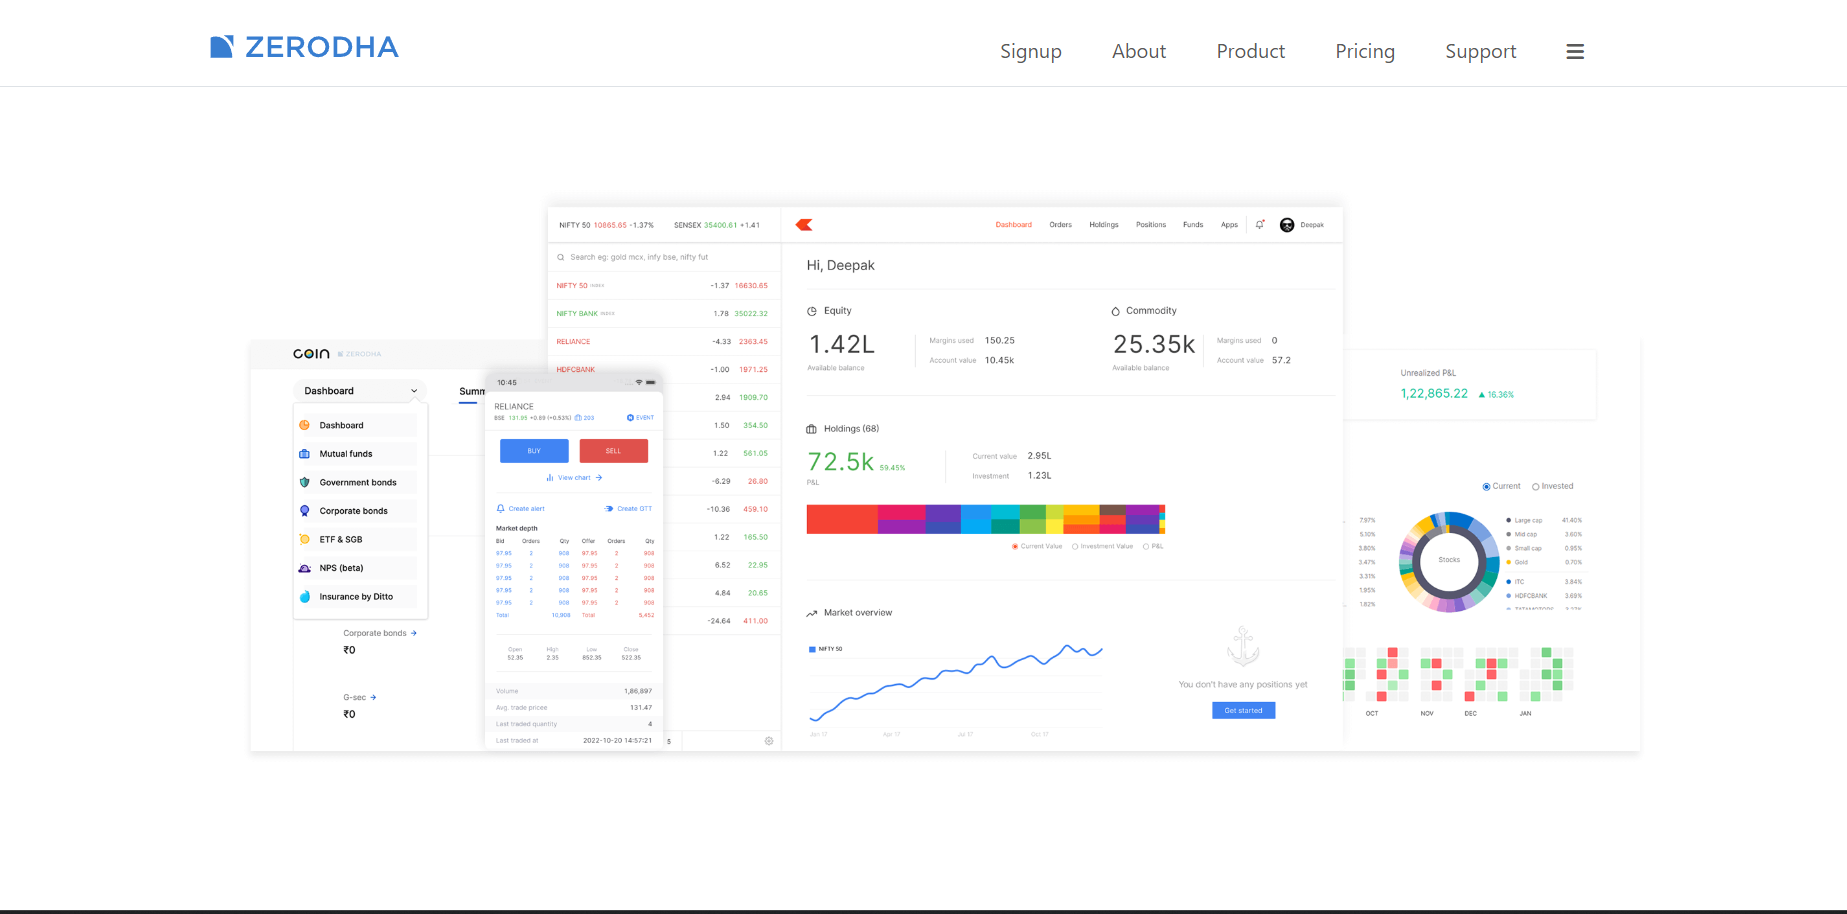 ZERODHA
Signup About Product Pricing Support
NIFTY 50 10865.65 -1.37% SENSEX 35400.61 +1.41
Dashboard Orders Holdings Positions Funds Apps Deepak
Search eg: gold mcx, infy bse, nifty fut
NIFTY 50 INDEX -1.37 16630.65
NIFTY BANK INDEX 1.78 35022.32
RELIANCE -4.33 2363.45
HDFCBANK -1.00 1971.25
2.94 1909.70
1.50 354.50
1.22 561.05
-6.29 26.80
-10.36 459.10
1.22 165.50
6.52 22.95
4.84 20.65
-24.64 411.00
5
Hi, Deepak
Equity
1.42L
Available balance
Margins used 150.25
Account value 10.45k
Commodity
25.35k
Available balance
Margins used 0
Account value 57.2
Holdings (68)
72.5k 59.45%
P&L
Current value 2.95L
Investment 1.23L
Current Value Investment Value P&L
Market overview
NIFTY 50
Jan 17 Apr 17 Jul 17 Oct 17
You don't have any positions yet
Get started
COIN ZERODHA
Dashboard
Summ
Dashboard
Mutual funds
Government bonds
Corporate bonds
ETF & SGB
NPS (beta)
Insurance by Ditto
Corporate bonds →
₹0
G-sec →
₹0
10:45
RELIANCE
BSE 131.95 +0.89 (+0.53%) 203 EVENT
BUY SELL
View chart →
Create alert Create GTT
Market depth
Bid Orders Qty Offer Orders Qty
97.95 2 908 97.95 2 908
97.95 2 908 97.95 2 908
97.95 2 908 97.95 2 908
97.95 2 908 97.95 2 908
97.95 2 908 97.95 2 908
Total 10,908 Total 5,452
Open High Low Close
52.35 2.35 852.35 522.35
Volume 1,86,897
Avg. trade prices 131.47
Last traded quantity 4
Last traded at 2022-10-20 14:57:21
Unrealized P&L
1,22,865.22 ▲ 16.36%
Current Invested
7.97%
5.10%
3.80%
3.47%
3.31%
1.95%
1.82%
Stocks
Large cap 41.40%
Mid cap 3.60%
Small cap 0.95%
Gold 0.70%
ITC 3.84%
HDFCBANK 3.69%
OCT NOV DEC JAN